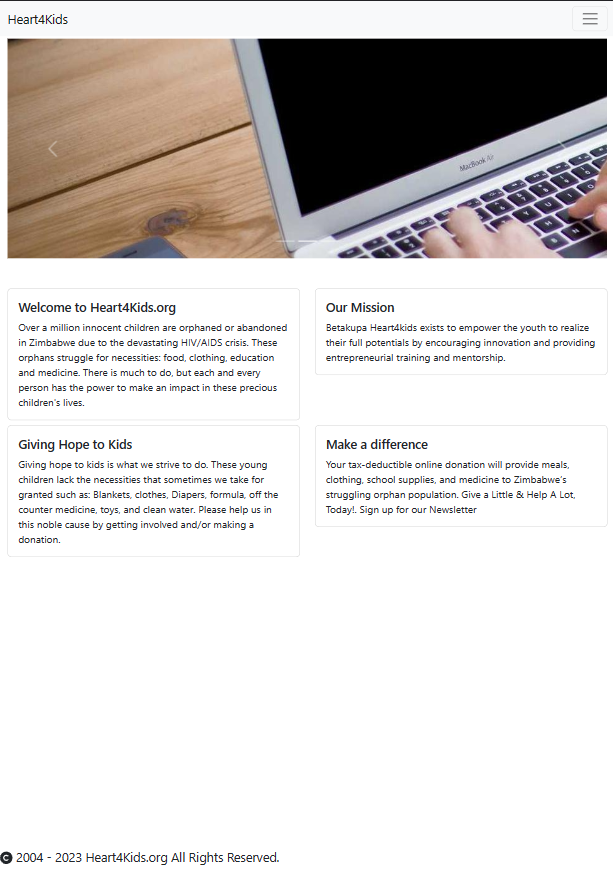 Heart4Kids
MacBook Air
Welcome to Heart4Kids.org
Over a million innocent children are orphaned or abandoned
in Zimbabwe due to the devastating HIV/AIDS crisis. These
orphans struggle for necessities: food, clothing, education
and medicine. There is much to do, but each and every
person has the power to make an impact in these precious
children's lives.
Our Mission
Betakupa Heart4kids exists to empower the youth to realize
their full potentials by encouraging innovation and providing
entrepreneurial training and mentorship.
Giving Hope to Kids
Giving hope to kids is what we strive to do. These young
children lack the necessities that sometimes we take for
granted such as: Blankets, clothes, Diapers, formula, off the
counter medicine, toys, and clean water. Please help us in
this noble cause by getting involved and/or making a
donation.
Make a difference
Your tax-deductible online donation will provide meals,
clothing, school supplies, and medicine to Zimbabwe's
struggling orphan population. Give a Little & Help A Lot,
Today!. Sign up for our Newsletter
© 2004 - 2023 Heart4Kids.org All Rights Reserved.